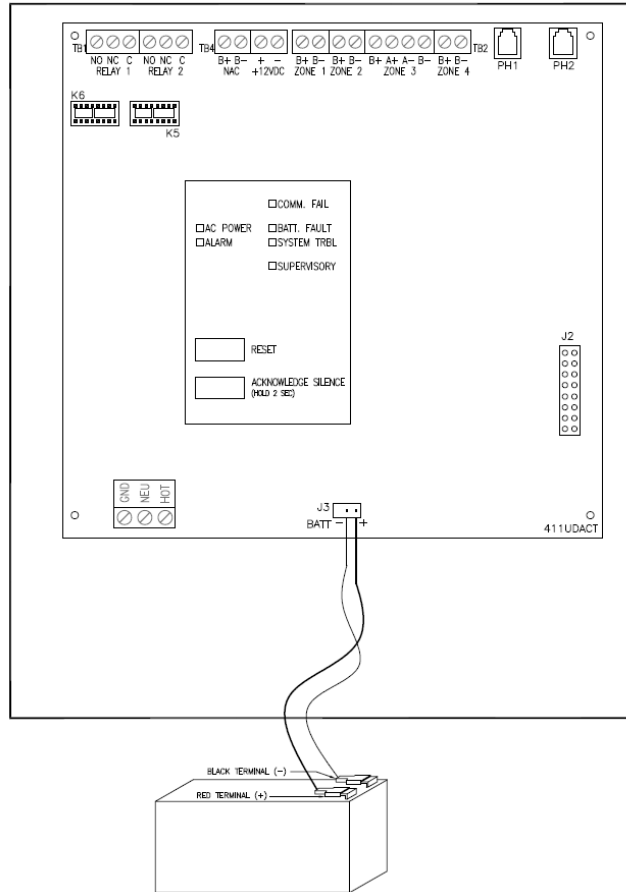 TB1 TB4 TB2
NO NC C NO NC C B+ B- + - B+ B- B+ B- B+ A+ A- B- B+ B-
RELAY 1 RELAY 2 NAC +12VDC ZONE 1 ZONE 2 ZONE 3 ZONE 4
PH1 PH2
K6
K5
COMM. FAIL
AC POWER BATT. FAULT
ALARM SYSTEM TRBL
SUPERVISORY
RESET
J2
ACKNOWLEDGE SILENCE
(HOLD 2 SEC)
GND NEU HOT
J3
BATT - +
411UDACT
BLACK TERMINAL (-)
RED TERMINAL (+)